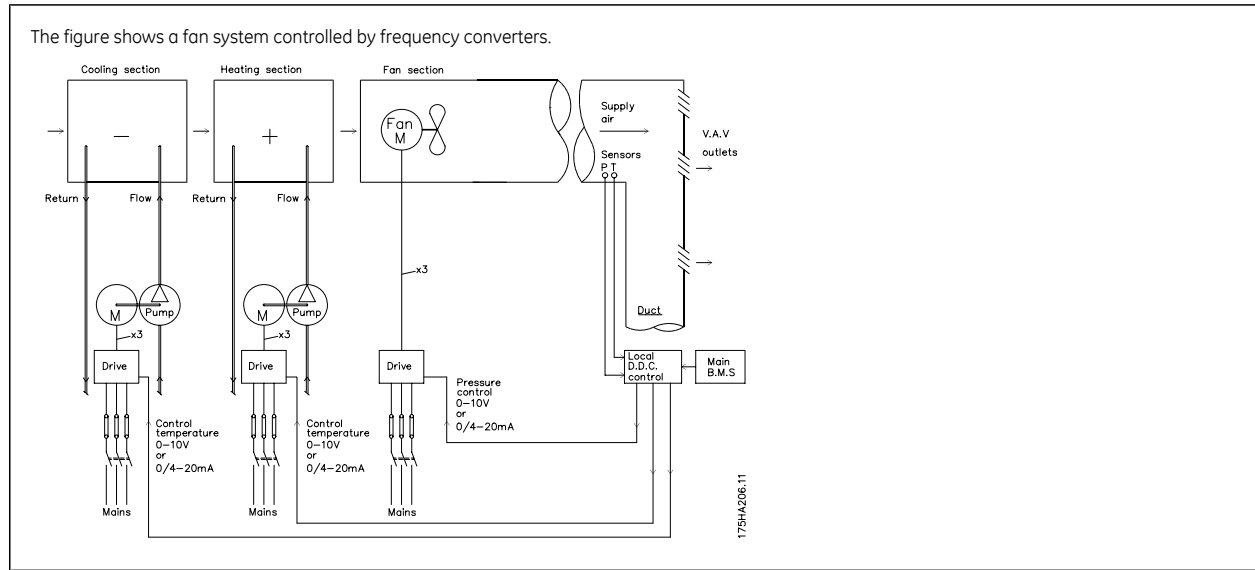 The figure shows a fan system controlled by frequency converters.
Cooling section
Heating section
Fan section
−
+
Fan
M
Supply
air
V.A.V
outlets
Sensors
P T
Return
Flow
Return
Flow
x3
M
Pump
M
Pump
Duct
x3
x3
Drive
Drive
Drive
Local
D.D.C.
control
Main
B.M.S
Pressure
control
0–10V
or
0/4–20mA
Control
temperature
0–10V
or
0/4–20mA
Control
temperature
0–10V
or
0/4–20mA
Mains
Mains
Mains
175HA206.11